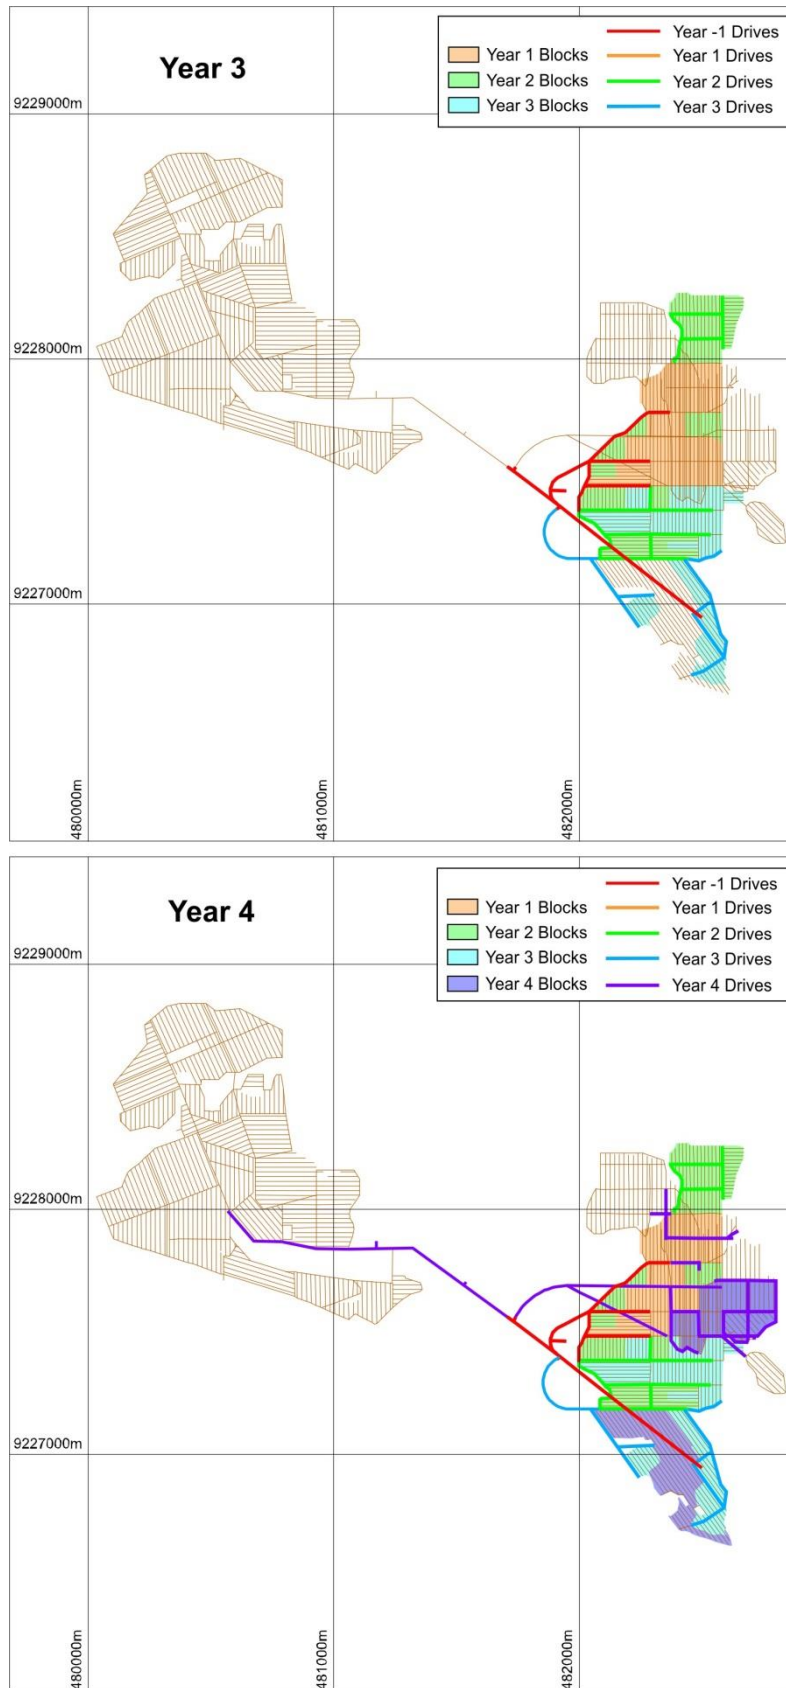 Year 3
Year -1 Drives
Year 1 Blocks
Year 1 Drives
Year 2 Blocks
Year 2 Drives
Year 3 Blocks
Year 3 Drives
9229000m
9228000m
9227000m
480000m
481000m
482000m
Year 4
Year -1 Drives
Year 1 Blocks
Year 1 Drives
Year 2 Blocks
Year 2 Drives
Year 3 Blocks
Year 3 Drives
Year 4 Blocks
Year 4 Drives
9229000m
9228000m
9227000m
480000m
481000m
482000m